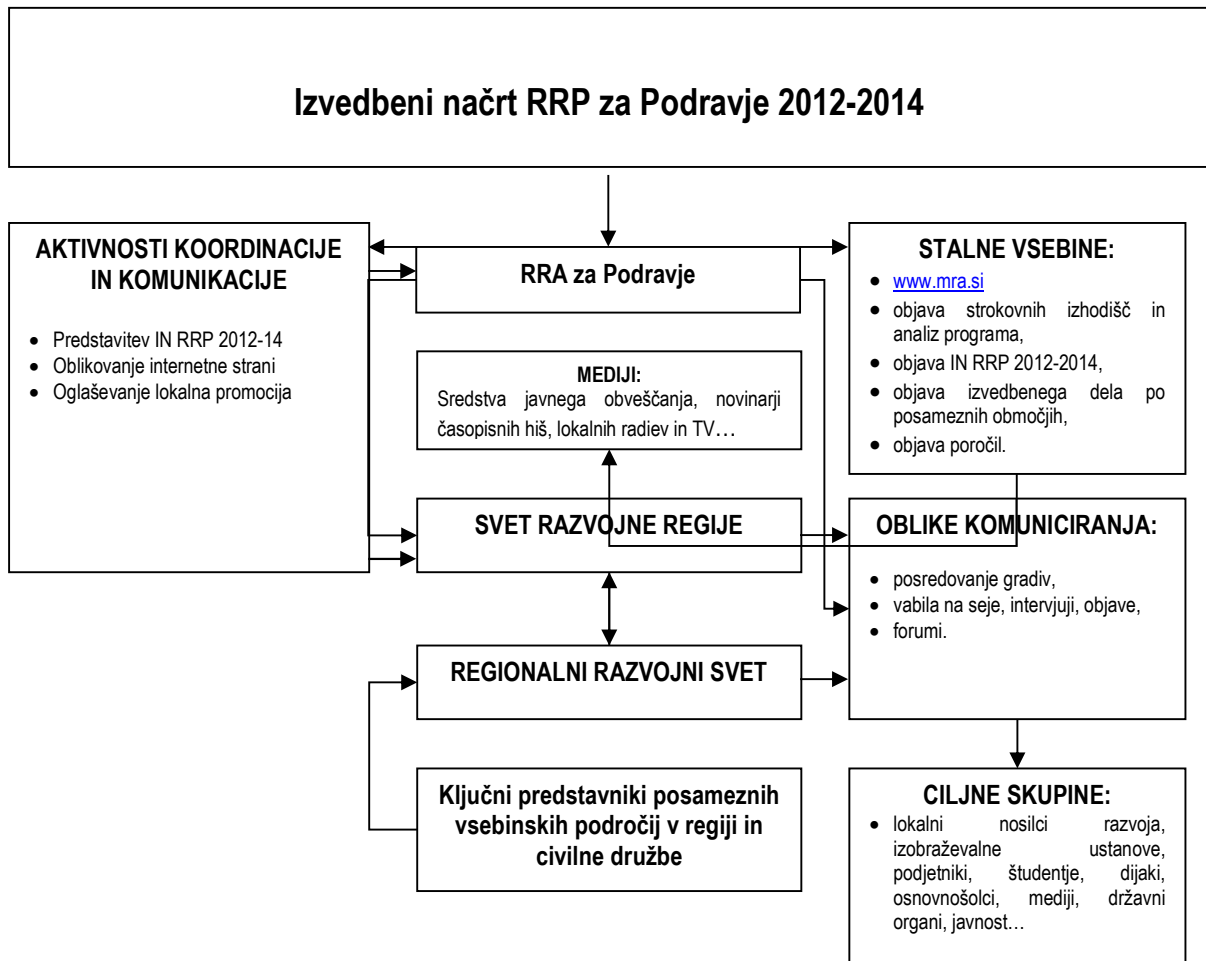 Izvedbeni načrt RRP za Podravje 2012-2014
AKTIVNOSTI KOORDINACIJE
IN KOMUNIKACIJE
• Predstavitev IN RRP 2012-14
• Oblikovanje internetne strani
• Oglaševanje lokalna promocija
RRA za Podravje
MEDIJI:
Sredstva javnega obveščanja, novinarji
časopisnih hiš, lokalnih radiev in TV…
SVET RAZVOJNE REGIJE
REGIONALNI RAZVOJNI SVET
Ključni predstavniki posameznih
vsebinskih področij v regiji in
civilne družbe
STALNE VSEBINE:
• www.mra.si
• objava strokovnih izhodišč in
analiz programa,
• objava IN RRP 2012-2014,
• objava izvedbenega dela po
posameznih območjih,
• objava poročil.
OBLIKE KOMUNICIRANJA:
• posredovanje gradiv,
• vabila na seje, intervjuji, objave,
• forumi.
CILJNE SKUPINE:
• lokalni nosilci razvoja,
izobraževalne ustanove,
podjetniki, študentje, dijaki,
osnovnošolci, mediji, državni
organi, javnost…